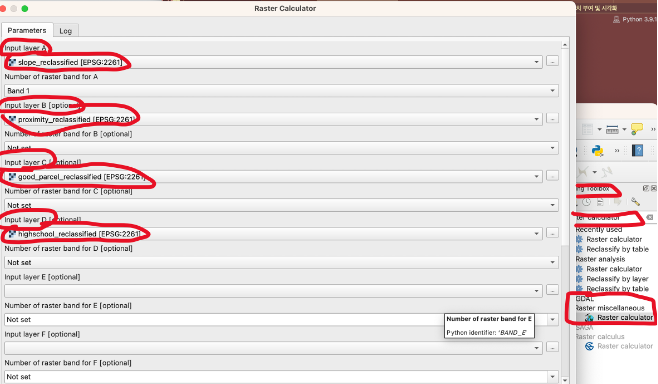 Raster Calculator
Parameters
Log
Input layer A
slope_reclassified [EPSG:2261]
Number of raster band for A
Band 1
Input layer B [optional]
proximity_reclassified [EPSG:2261]
Number of raster band for B [optional]
Not set
Input layer C [optional]
good_parcel_reclassified [EPSG:2261]
Number of raster band for C [optional]
Not set
Input layer D [optional]
highschool_reclassified [EPSG:2261]
Number of raster band for D [optional]
Not set
Input layer E [optional]
Number of raster band for E [optional]
Not set
Input layer F [optional]
Number of raster band for F [optional]
Not set
Number of raster band for E
Python identifier: 'BAND_E'
부여 및 시각화
Python 3.9.1
Toolbox
calculator
Recently used
Raster calculator
Reclassify by table
Raster analysis
Raster calculator
Reclassify by layer
Reclassify by table
GDAL
Raster miscellaneous
Raster calculator
SAGA
Raster calculus
Raster calculator